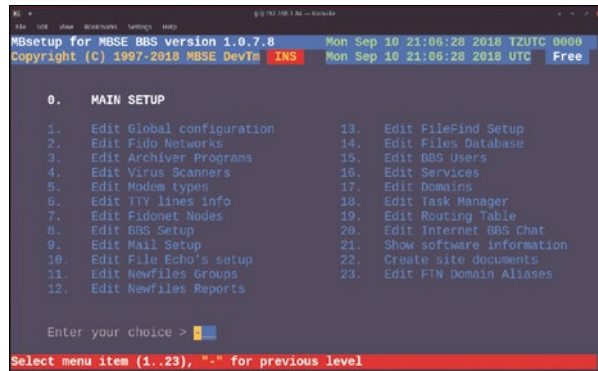 File Edit View Bookmarks Settings Help
MBsetup for MBSE BBS version 1.0.7.8 Mon Sep 10 21:06:28 2018 TZUTC 0000
Copyright (C) 1997-2018 MBSE DevTm INS Mon Sep 10 21:06:28 2018 UTC Free
0. MAIN SETUP
1. Edit Global configuration
2. Edit Fido Networks
3. Edit Archiver Programs
4. Edit Virus Scanners
5. Edit Modem types
6. Edit TTY lines info
7. Edit Fidonet Nodes
8. Edit BBS Setup
9. Edit Mail Setup
10. Edit File Echo's setup
11. Edit Newfiles Groups
12. Edit Newfiles Reports
13. Edit FileFind Setup
14. Edit Files Database
15. Edit BBS Users
16. Edit Services
17. Edit Domains
18. Edit Task Manager
19. Edit Routing Table
20. Edit Internet BBS Chat
21. Show software information
22. Create site documents
23. Edit FTN Domain Aliases
Enter your choice > -
Select menu item (1..23), "-" for previous level